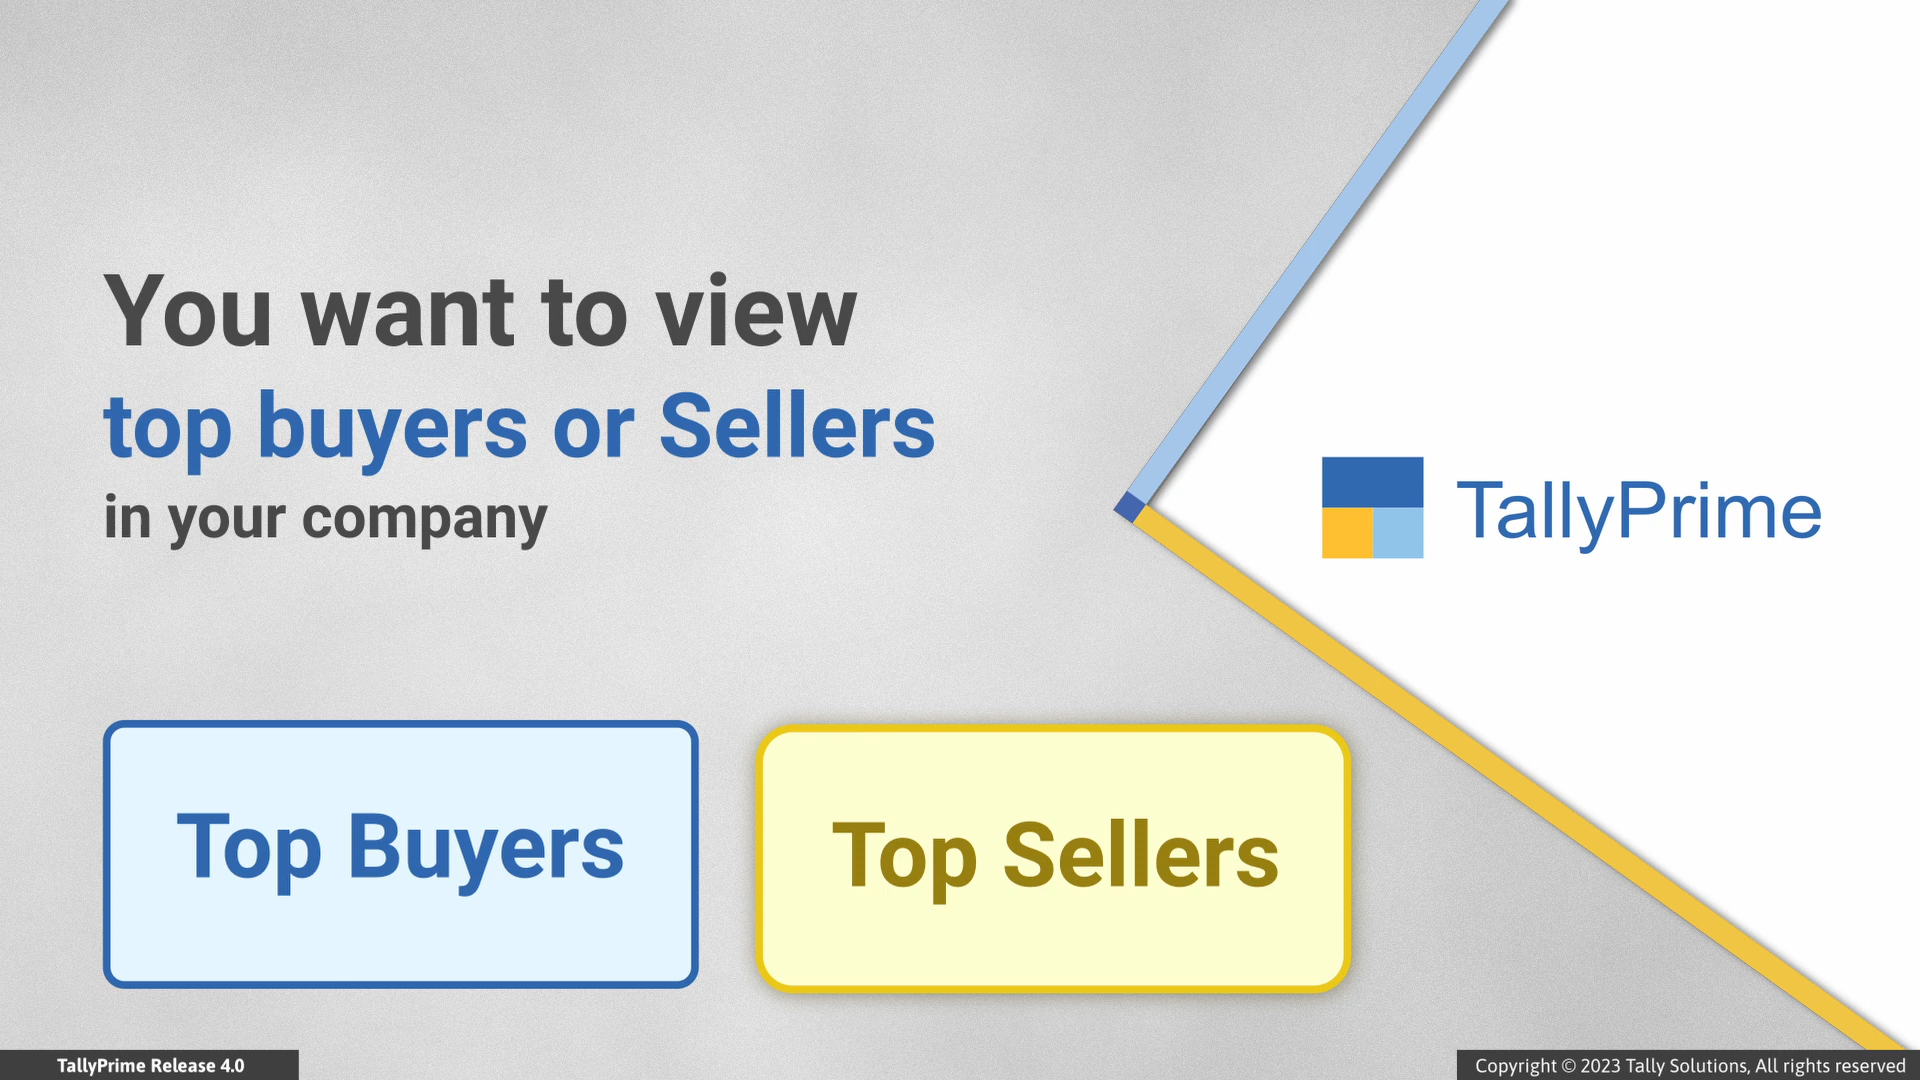 You want to view
top buyers or Sellers
in your company
TallyPrime
Top Buyers
Top Sellers
TallyPrime Release 4.0
Copyright © 2023 Tally Solutions, All rights reserved